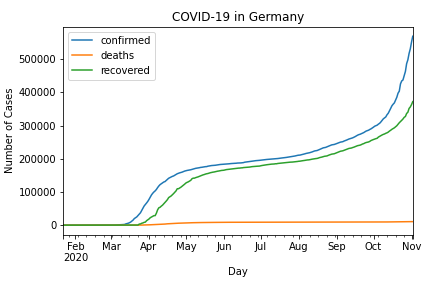 COVID-19 in Germany
confirmed
deaths
recovered
Number of Cases
500000
400000
300000
200000
100000
0
Feb Mar Apr May Jun Jul Aug Sep Oct Nov
2020
Day